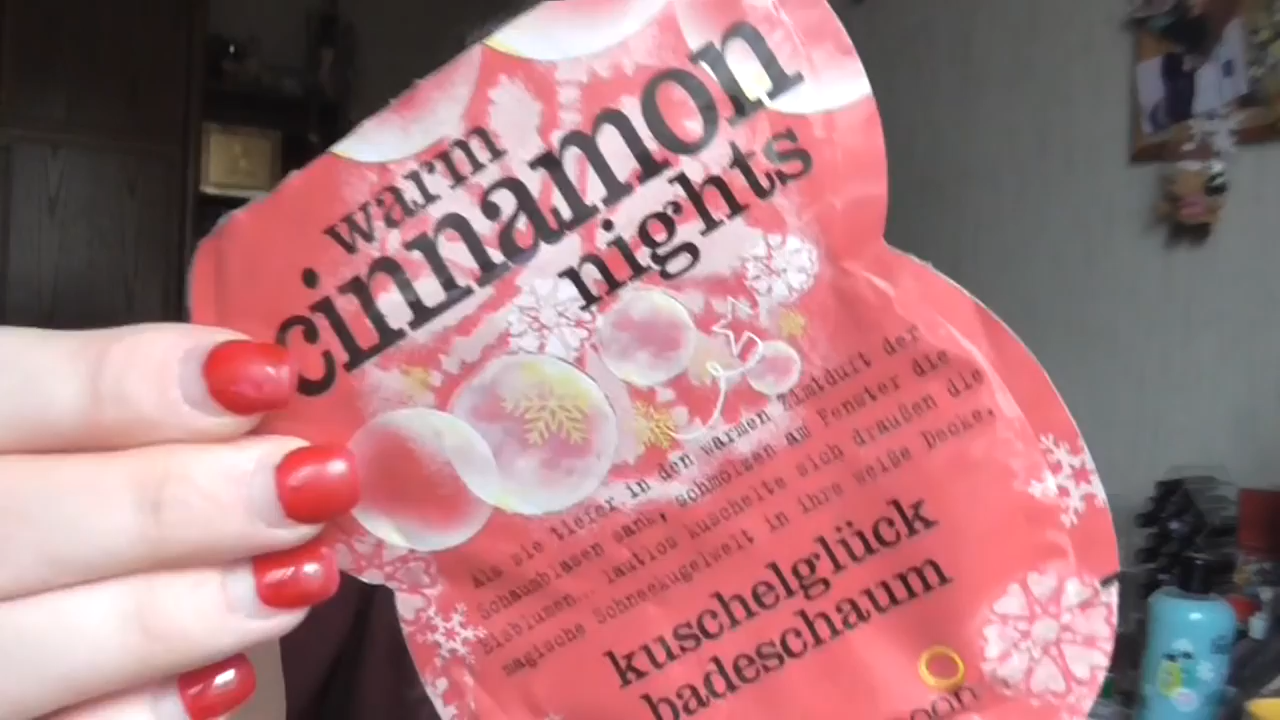 warm
cinnamon
nights
Als sie tiefer in den warmen Zimtduft der
Schaumblasen sank, schmolzen am Fenster die
Eisblumen... lautlos kuschelte sich draußen die
magische Schneekugelwelt in ihre weiße Decke.
kuschelglück
badeschaum